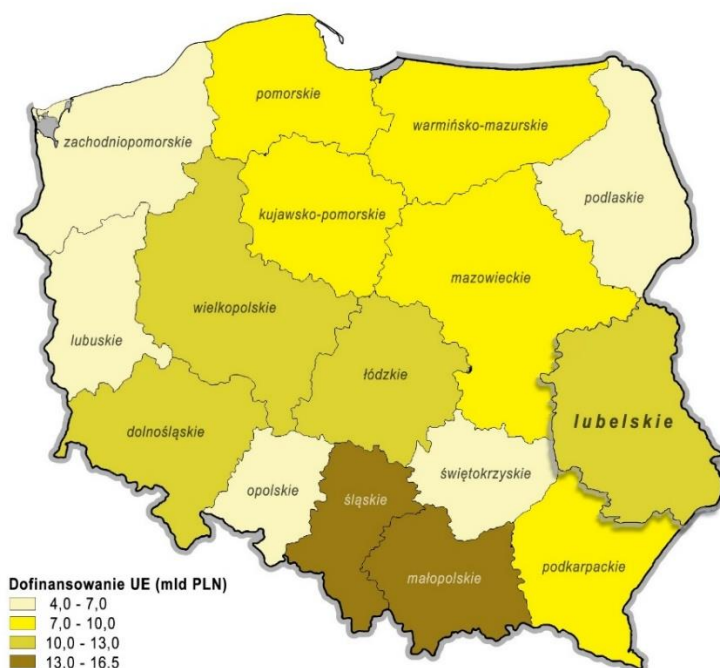 pomorskie
warmińsko-mazurskie
zachodniopomorskie
podlaskie
kujawsko-pomorskie
mazowieckie
wielkopolskie
lubuskie
łódzkie
lubelskie
dolnośląskie
świętokrzyskie
opolskie
śląskie
podkarpackie
małopolskie
Dofinansowanie UE (mld PLN)
4,0 - 7,0
7,0 - 10,0
10,0 - 13,0
13,0 - 16,5